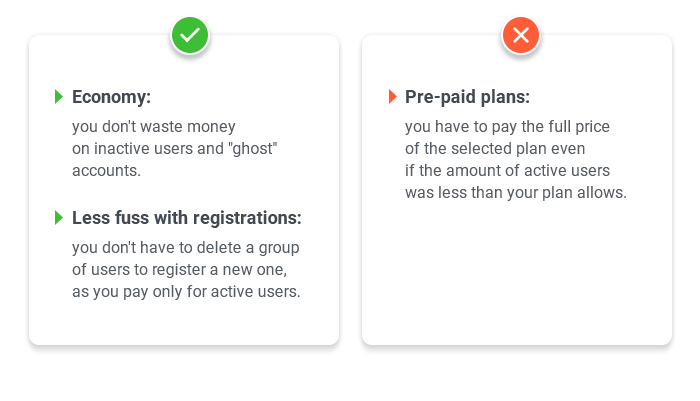 Economy:
you don't waste money
on inactive users and "ghost"
accounts.
Less fuss with registrations:
you don't have to delete a group
of users to register a new one,
as you pay only for active users.
Pre-paid plans:
you have to pay the full price
of the selected plan even
if the amount of active users
was less than your plan allows.